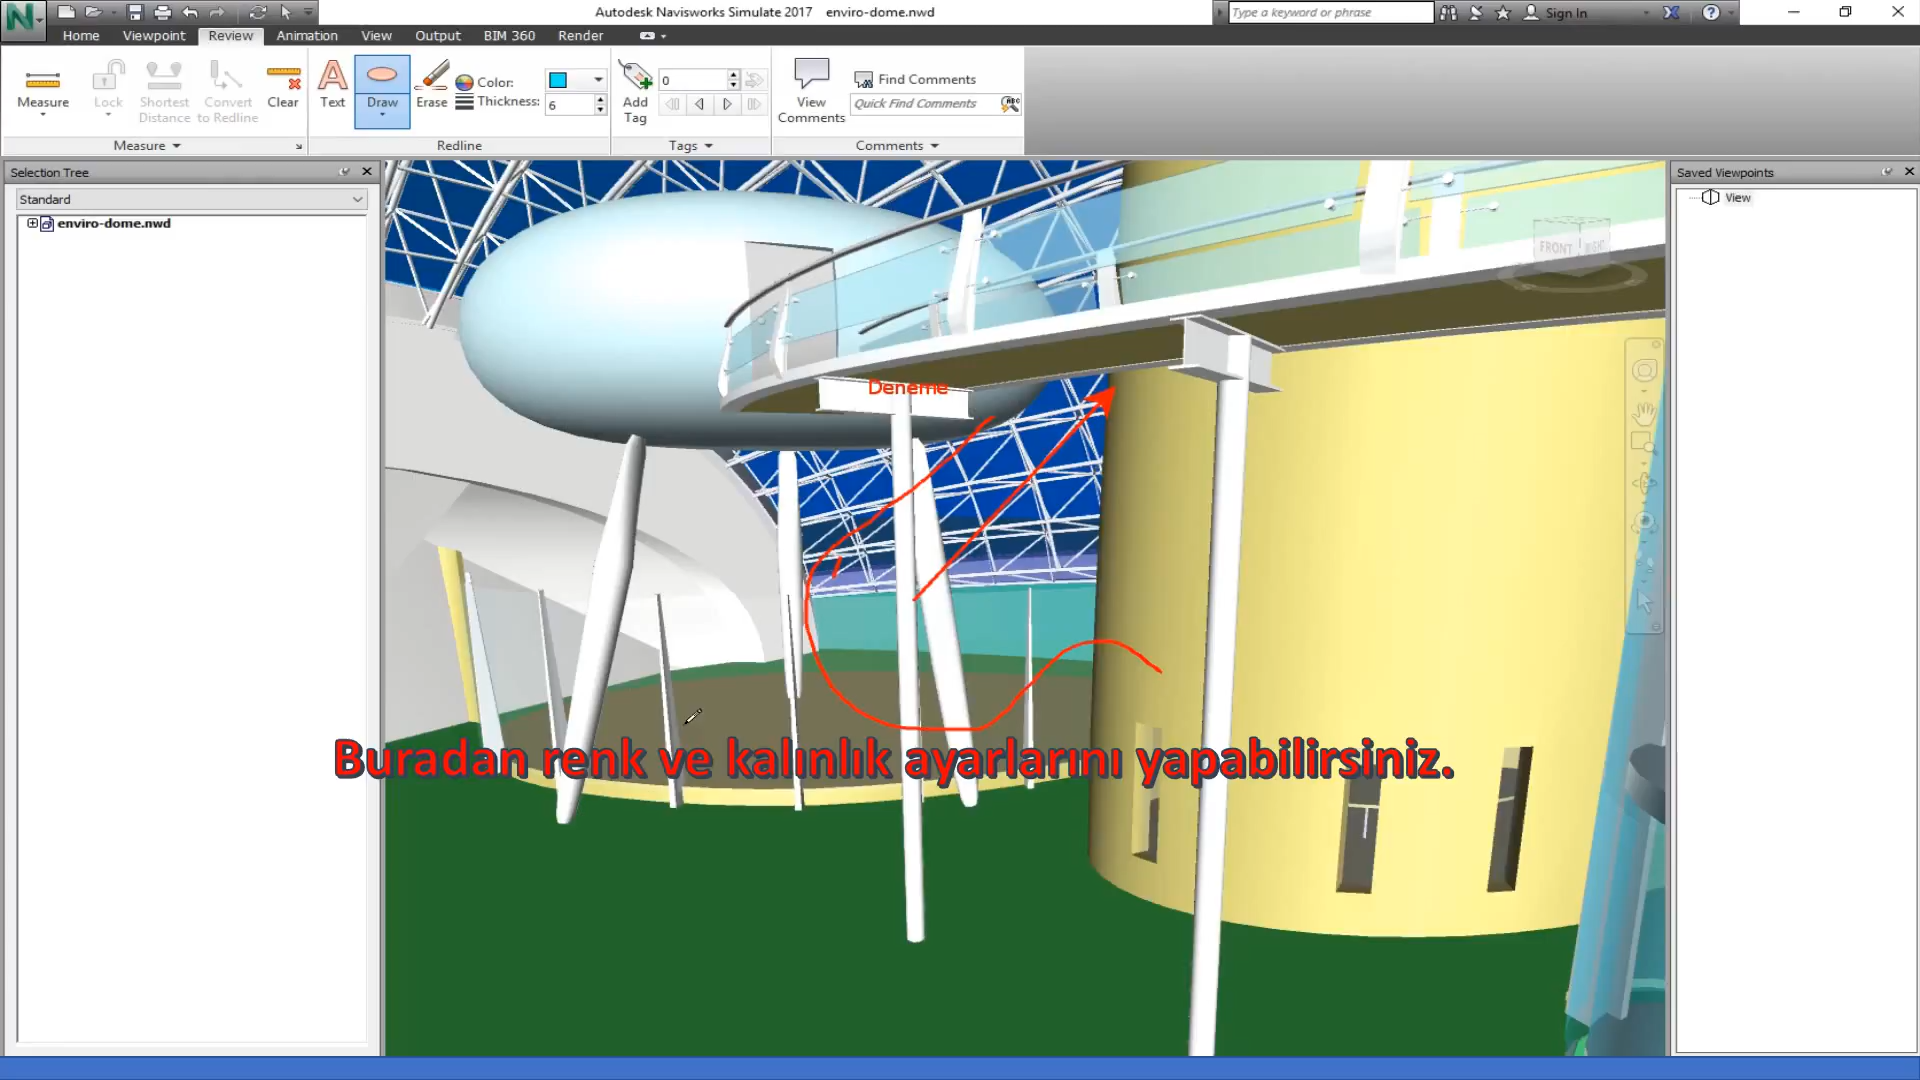 Autodesk Navisworks Simulate 2017 enviro-dome.nwd
Type a keyword or phrase
Sign In
Home Viewpoint Review Animation View Output BIM 360 Render
Measure
Lock
Shortest Distance
Convert to Redline
Clear
Text
Draw
Erase
Color:
Thickness: 6
0
Add Tag
View Comments
Find Comments
Quick Find Comments
Measure
Redline
Tags
Comments
Selection Tree
Standard
enviro-dome.nwd
Saved Viewpoints
View
FRONT RIGHT
Deneme
Buradan renk ve kalınlık ayarlarını yapabilirsiniz.